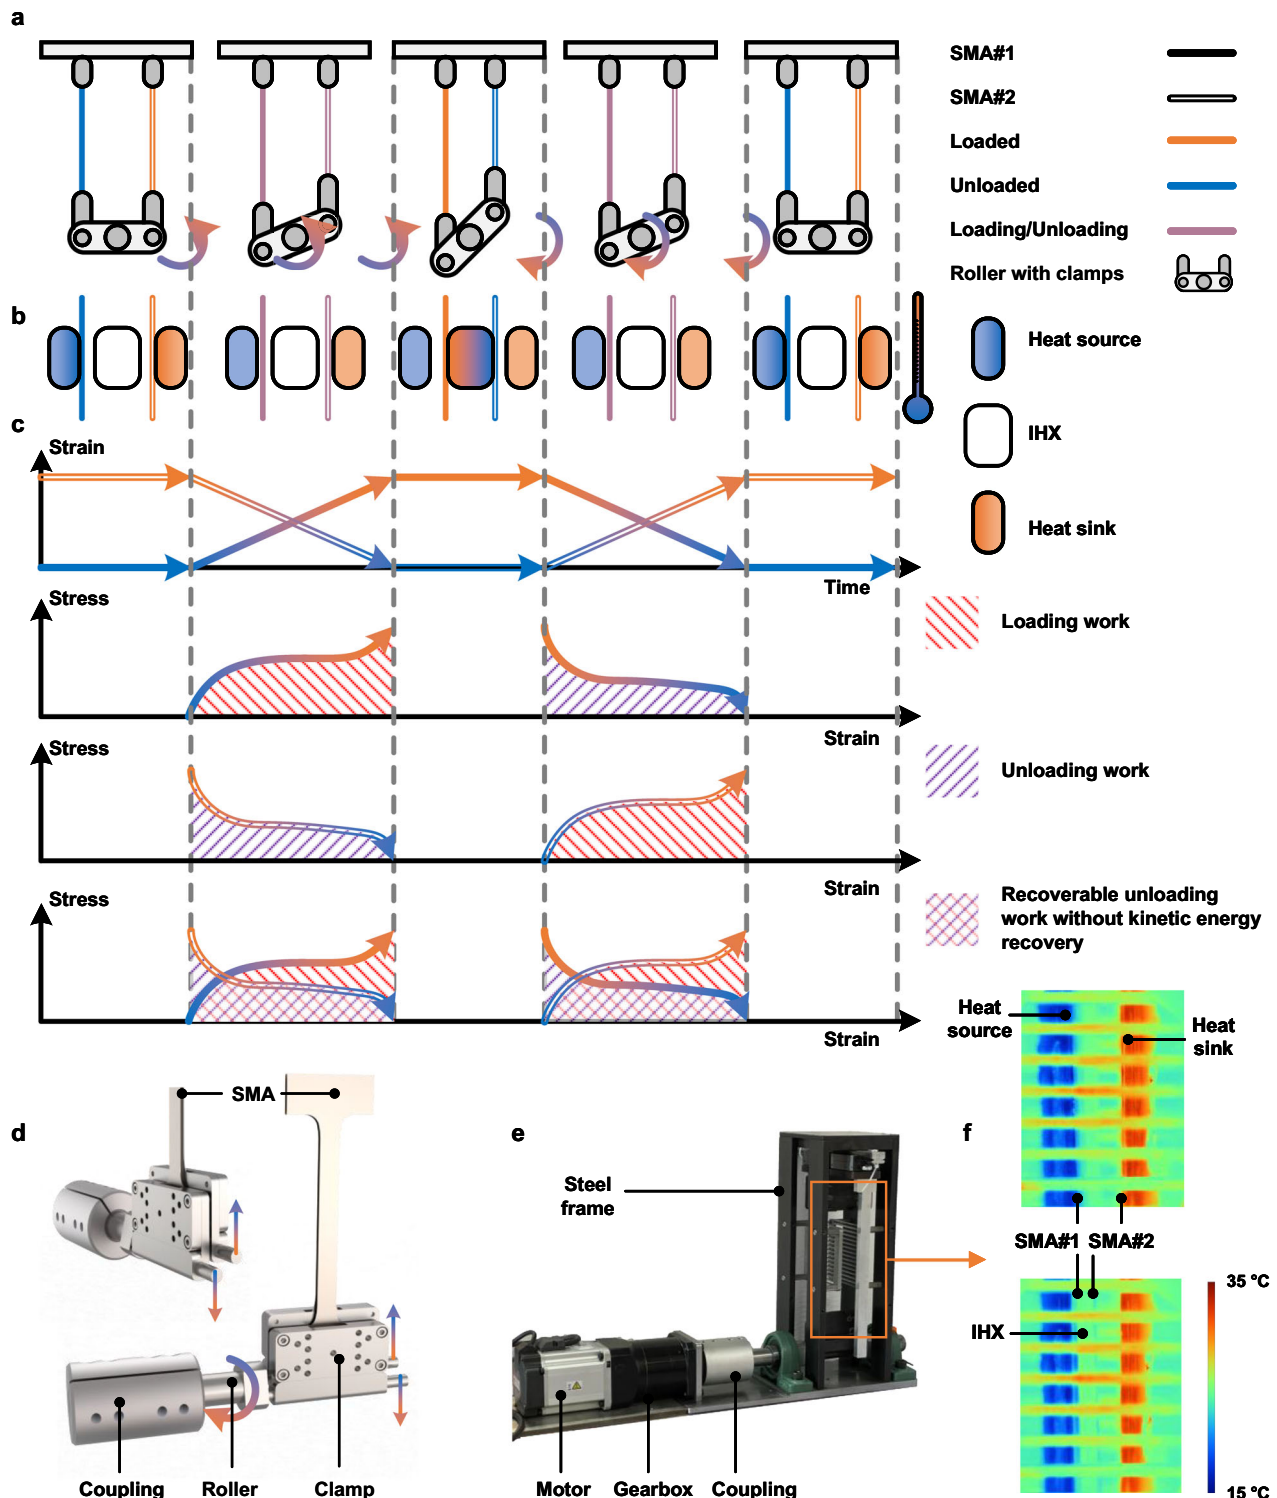 a
SMA#1
SMA#2
Loaded
Unloaded
Loading/Unloading
Roller with clamps
b
Heat source
IHX
Heat sink
c
Strain
Time
Stress
Strain
Loading work
Stress
Strain
Unloading work
Stress
Strain
Recoverable unloading
work without kinetic energy
recovery
d
SMA
Coupling
Roller
Clamp
e
Steel
frame
Motor
Gearbox
Coupling
f
Heat
source
Heat
sink
SMA#1
SMA#2
IHX
35 ºC
15 ºC